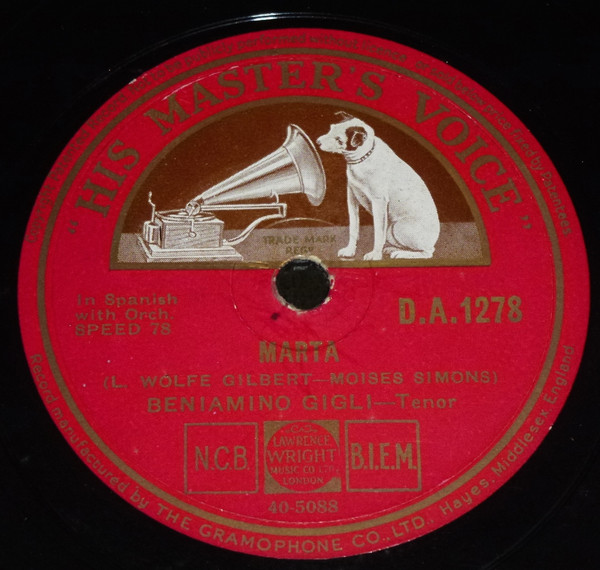 "HIS MASTER'S VOICE"
TRADE MARK
REGD
In Spanish
with Orch.
SPEED 78
D.A.1278
MARTA
(L. WOLFE GILBERT—MOISES SIMONS)
BENIAMINO GIGLI—Tenor
N.C.B.
LAWRENCE
WRIGHT
MUSIC CO LTD
LONDON
B.I.E.M.
40-5088
Record manufactured by THE GRAMOPHONE CO., LTD., Hayes, Middlesex, England